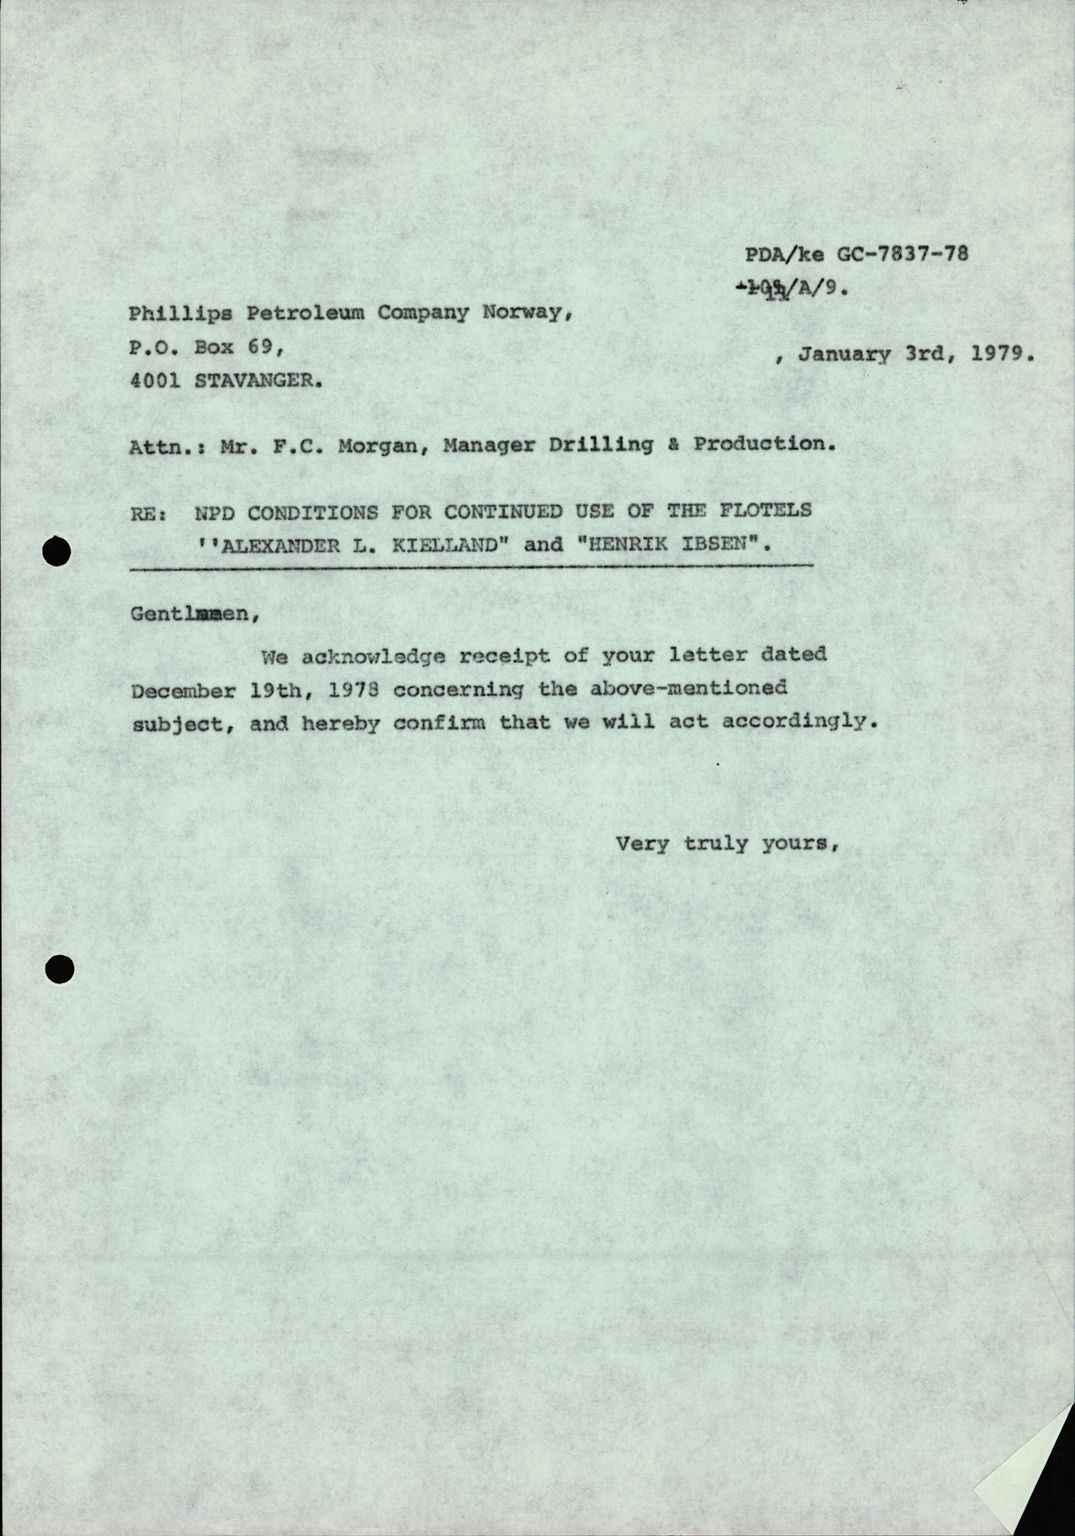 PDA/ke GC-7837-78
/A/9.
Phillips Petroleum Company Norway,
P.O. Box 69,
, January 3rd, 1979.
4001 STAVANGER.
Attn.: Mr. F.C. Morgan, Manager Drilling & Production.
RE: NPD CONDITIONS FOR CONTINUED USE OF THE FLOTELS
''ALEXANDER L. KIELLAND" and "HENRIK IBSEN".
Gentlemen,
We acknowledge receipt of your letter dated
December 19th, 1978 concerning the above-mentioned
subject, and hereby confirm that we will act accordingly.
Very truly yours,